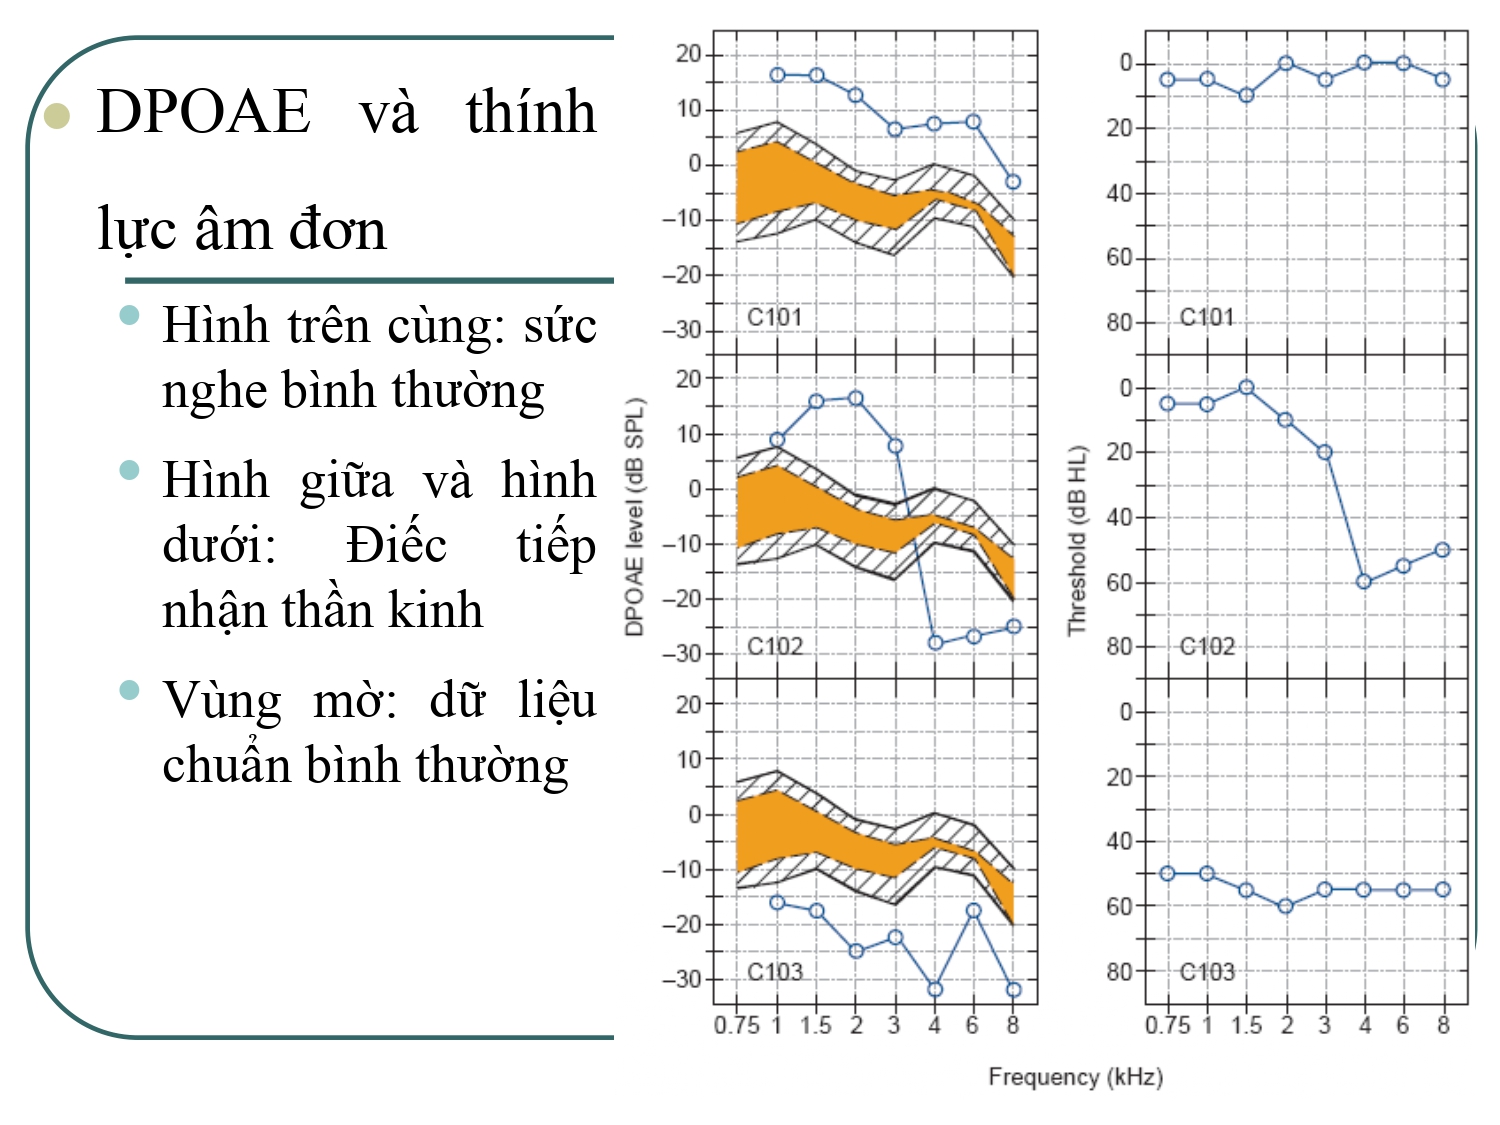 DPOAE và thính
lực âm đơn
Hình trên cùng: sức
nghe bình thường
Hình giữa và hình
dưới: Điếc tiếp
nhận thần kinh
Vùng mờ: dữ liệu
chuẩn bình thường
DPOAE level (dB SPL)
20
10
0
–10
–20
–30
C101
20
10
0
–10
–20
–30
C102
20
10
0
–10
–20
–30
C103
0.75 1 1.5 2 3 4 6 8
Threshold (dB HL)
0
20
40
60
80
C101
0
20
40
60
80
C102
0
20
40
60
80
C103
0.75 1 1.5 2 3 4 6 8
Frequency (kHz)